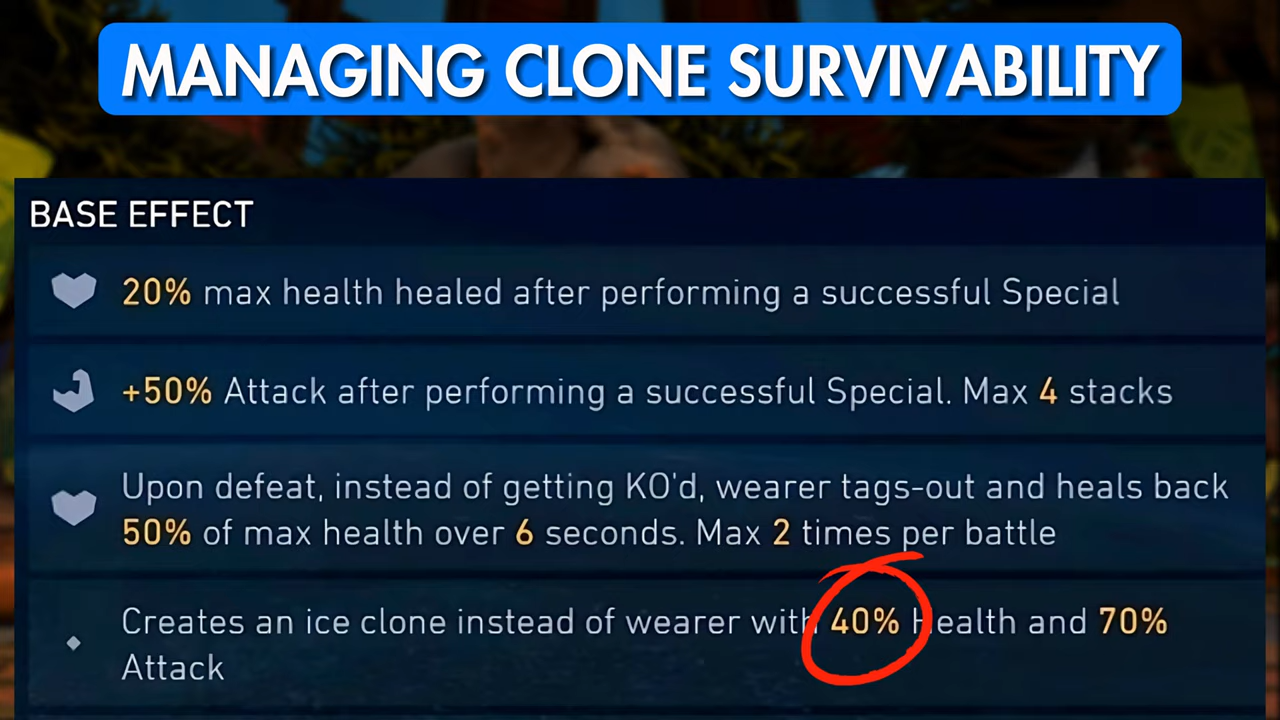 MANAGING CLONE SURVIVABILITY
BASE EFFECT
20% max health healed after performing a successful Special
+50% Attack after performing a successful Special. Max 4 stacks
Upon defeat, instead of getting KO'd, wearer tags-out and heals back
50% of max health over 6 seconds. Max 2 times per battle
Creates an ice clone instead of wearer with 40% Health and 70%
Attack